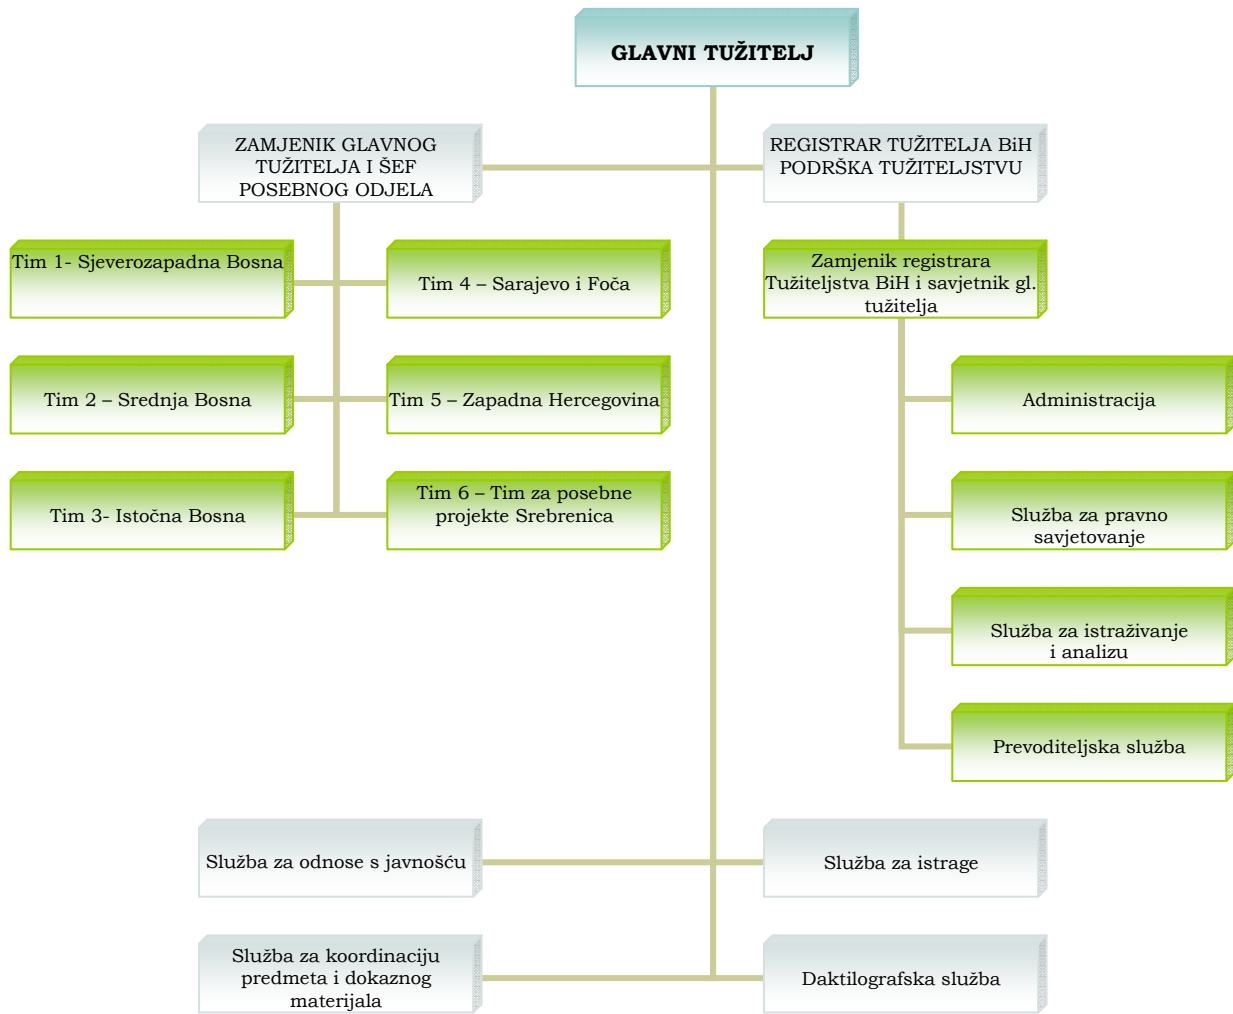 GLAVNI TUŽITELJ
ZAMJENIK GLAVNOG
TUŽITELJA I ŠEF
POSEBNOG ODJELA
REGISTRAR TUŽITELJA BiH
PODRŠKA TUŽITELJSTVU
Tim 1- Sjeverozapadna Bosna
Tim 4 – Sarajevo i Foča
Zamjenik registrara
Tužiteljstva BiH i savjetnik gl.
tužitelja
Tim 2 – Srednja Bosna
Tim 5 – Zapadna Hercegovina
Administracija
Tim 3- Istočna Bosna
Tim 6 – Tim za posebne
projekte Srebrenica
Služba za pravno
savjetovanje
Služba za istraživanje
i analizu
Prevoditeljska služba
Služba za odnose s javnošću
Služba za istrage
Služba za koordinaciju
predmeta i dokaznog
materijala
Daktilografska služba